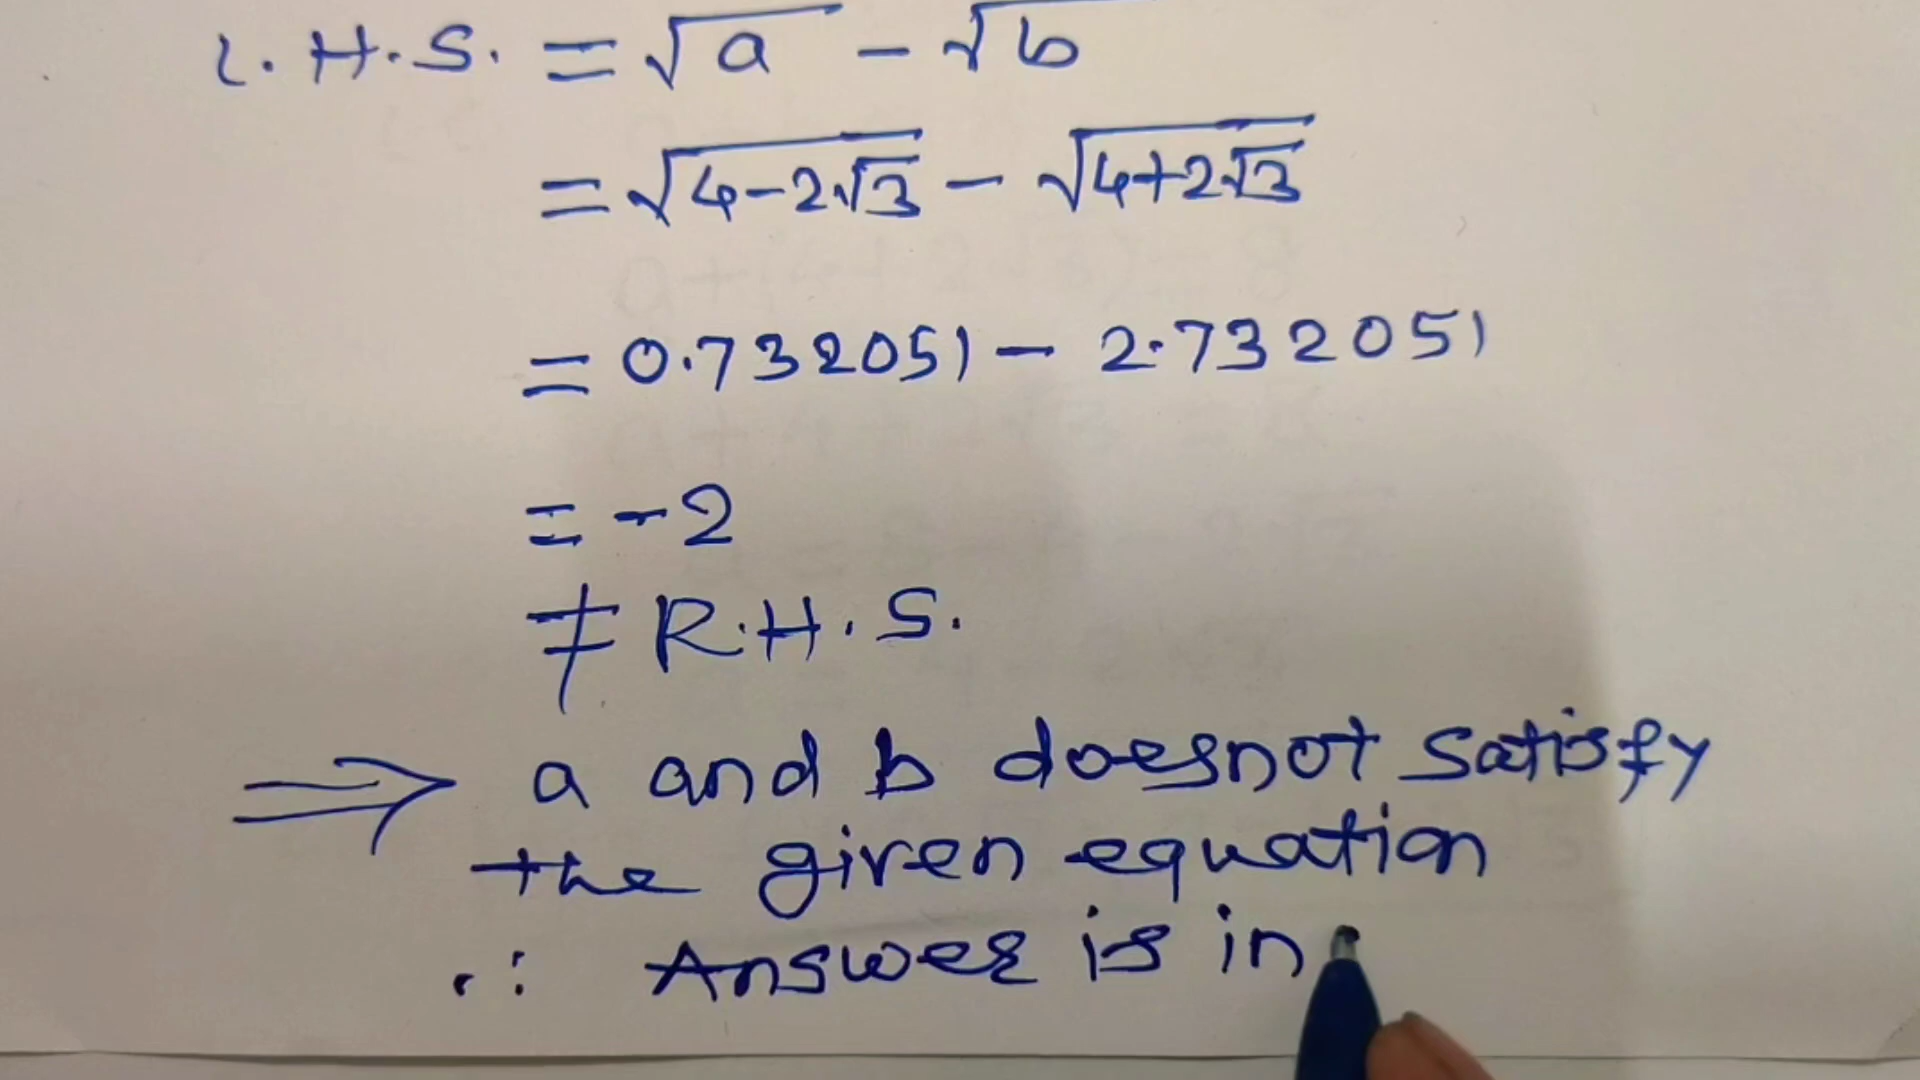 L.H.S. = √a - √b
= √(4-2√3) - √(4+2√3)
= 0.732051 - 2.732051
= -2
≠ R.H.S.
⇒ a and b doesnot satisfy
the given equation
∴ Answer is in